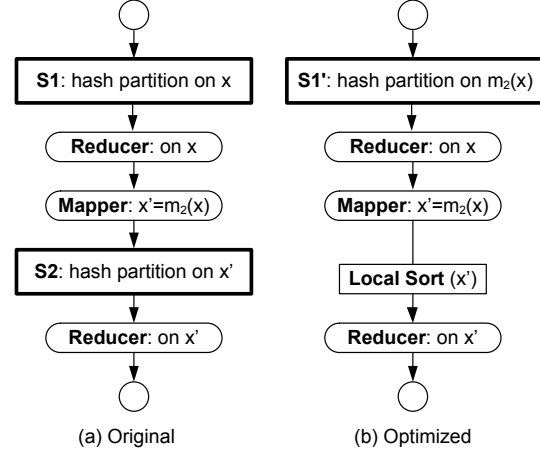 S1: hash partition on x
Reducer: on x
Mapper: x’=m₂(x)
S2: hash partition on x’
Reducer: on x’
(a) Original
S1': hash partition on m₂(x)
Reducer: on x
Mapper: x’=m₂(x)
Local Sort (x’)
Reducer: on x’
(b) Optimized